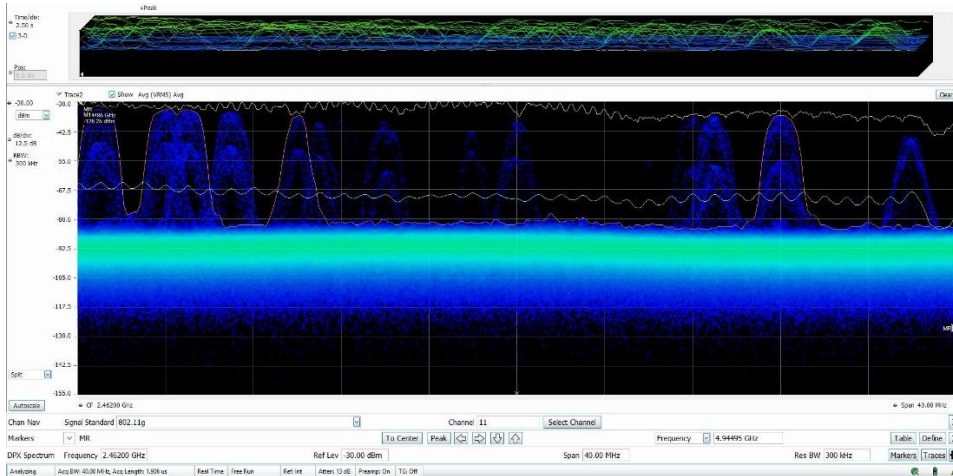 +Peak
Time/div:
2.50 s
3-D
Pos:
Trace2 Show Avg (VRMS) Avg Clear
-36.00
dBm
dB/div:
12.5 dB
RBW:
300 kHz
MR
-30.0
-42.5
-55.0
-67.5
-80.0
-92.5
-105.0
-117.5
MR
-130.0
-142.5
-155.0
Split
Autoscale CF 2.46200 GHz Span 40.00 MHz
Chan Nav Signal Standard 802.11g Channel 11 Select Channel
Markers MR To Center Peak Frequency 4.94495 GHz Table Define
DPX Spectrum Frequency 2.46200 GHz Ref Lev -30.00 dBm Span 40.00 MHz Res BW 300 kHz Markers Traces
Analyzing Acq BW: 40.00 MHz, Acq Length: 1.906 us Real Time Free Run Ref: Int Atten: 13 dB Preamp: On TG: Off